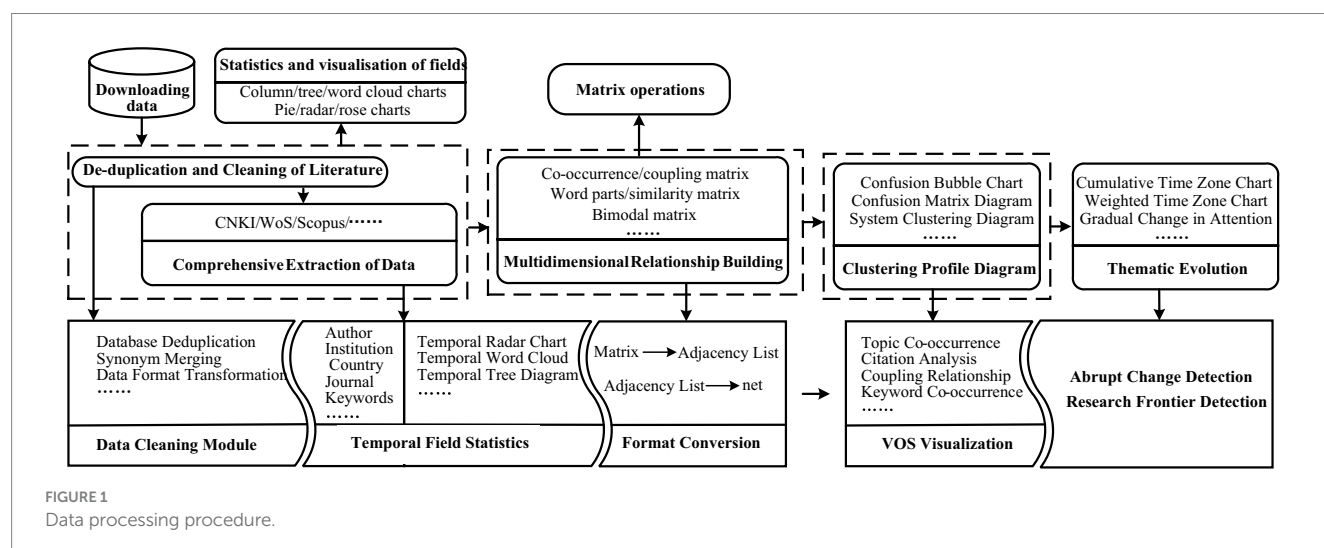 Downloading
data
Statistics and visualisation of fields
Column/tree/word cloud charts
Pie/radar/rose charts
Matrix operations
De-duplication and Cleaning of Literature
CNKI/WoS/Scopus/······
Comprehensive Extraction of Data
Co-occurrence/coupling matrix
Word parts/similarity matrix
Bimodal matrix
……
Multidimensional Relationship Building
Confusion Bubble Chart
Confusion Matrix Diagram
System Clustering Diagram
……
Clustering Profile Diagram
Cumulative Time Zone Chart
Weighted Time Zone Chart
Gradual Change in Attention
……
Thematic Evolution
Database Deduplication
Synonym Merging
Data Format Transformation
……
Data Cleaning Module
Author
Institution
Country
Journal
Keywords
……
Temporal Radar Chart
Temporal Word Cloud
Temporal Tree Diagram
……
Temporal Field Statistics
Matrix → Adjacency List
Adjacency List → net
Format Conversion
Topic Co-occurrence
Citation Analysis
Coupling Relationship
Keyword Co-occurrence
……
VOS Visualization
Abrupt Change Detection
Research Frontier Detection
FIGURE 1
Data processing procedure.